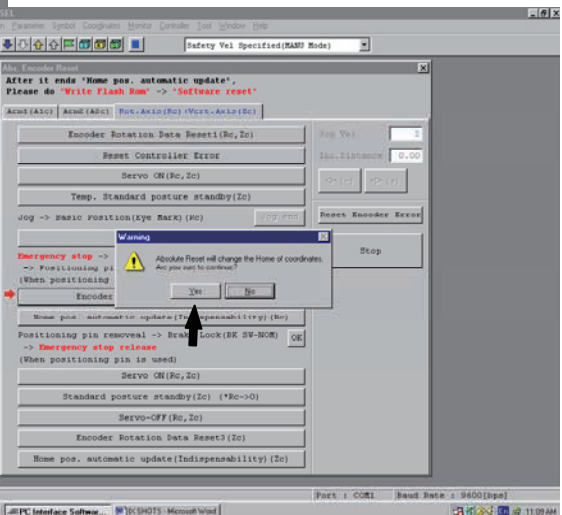 SEL
Parameter Symbol Coordinates Monitor Controller Tool Window Help
Safety Vel Specified(MANU Mode)
Abs. Encoder Reset
After it ends "Home pos. automatic update",
Please do "Write Flash Rom" -> "Software reset"
Arm1(A1c) Arm2(A2c) Rot.Axis(Rc)+Vert.Axis(Zc)
Encoder Rotation Data Reset1(Rc,Zc)
Reset Controller Error
Servo ON(Rc,Zc)
Temp. Standard posture standby(Zc)
Jog -> Basic Position(Eye Mark)(Rc) Jog end
Jog Vel 2
Inc.Distance 0.00
Reset Encoder Error
Stop
Warning
Absolute Reset will change the Home of coordinates.
Are you sure to continue?
Yes No
Emergency stop ->
-> Positioning pi
(When positioning
Encoder
Home pos. automatic update(Indispensability)(Rc)
Positioning pin removeal -> Brake Lock(BK SW-NOM) OK
-> Emergency stop release
(When positioning pin is used)
Servo ON(Rc,Zc)
Standard posture standby(Zc) (*Rc->0)
Servo-OFF(Rc,Zc)
Encoder Rotation Data Reset3(Zc)
Home pos. automatic update(Indispensability)(Zc)
Port : COM1 Baud Rate : 9600[bps]
PC Interface Softwar... IX SHOTS - Microsoft Word 11:09 AM